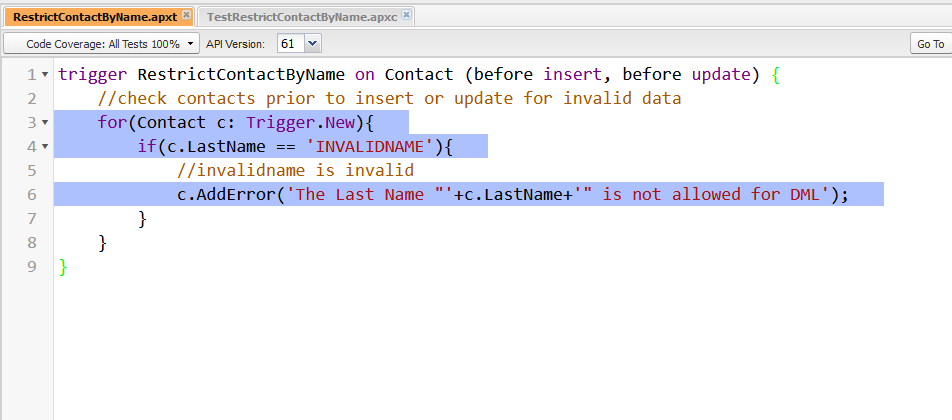 RestrictContactByName.apxt TestRestrictContactByName.apxc
Code Coverage: All Tests 100% API Version: 61 Go To
1 trigger RestrictContactByName on Contact (before insert, before update) {
2 //check contacts prior to insert or update for invalid data
3 for(Contact c: Trigger.New){
4 if(c.LastName == 'INVALIDNAME'){
5 //invalidname is invalid
6 c.AddError('The Last Name "'+c.LastName+'" is not allowed for DML');
7 }
8 }
9 }